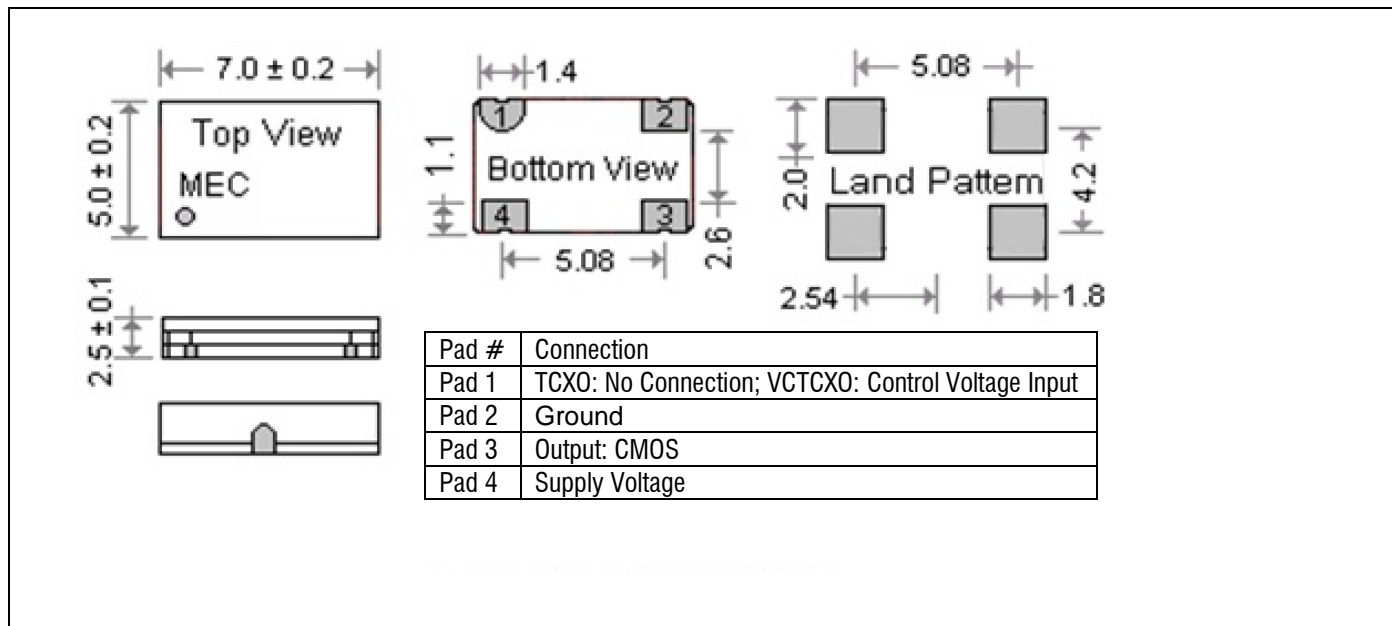 7.0 ± 0.2
5.0 ± 0.2
Top View
MEC
1.4
1
2
1.1
Bottom View
4
3
5.08
2.6
5.08
2.0
Land Pattem
4.2
2.54
1.8
2.5 ± 0.1
Pad # Connection
Pad 1 TCXO: No Connection; VCTCXO: Control Voltage Input
Pad 2 Ground
Pad 3 Output: CMOS
Pad 4 Supply Voltage